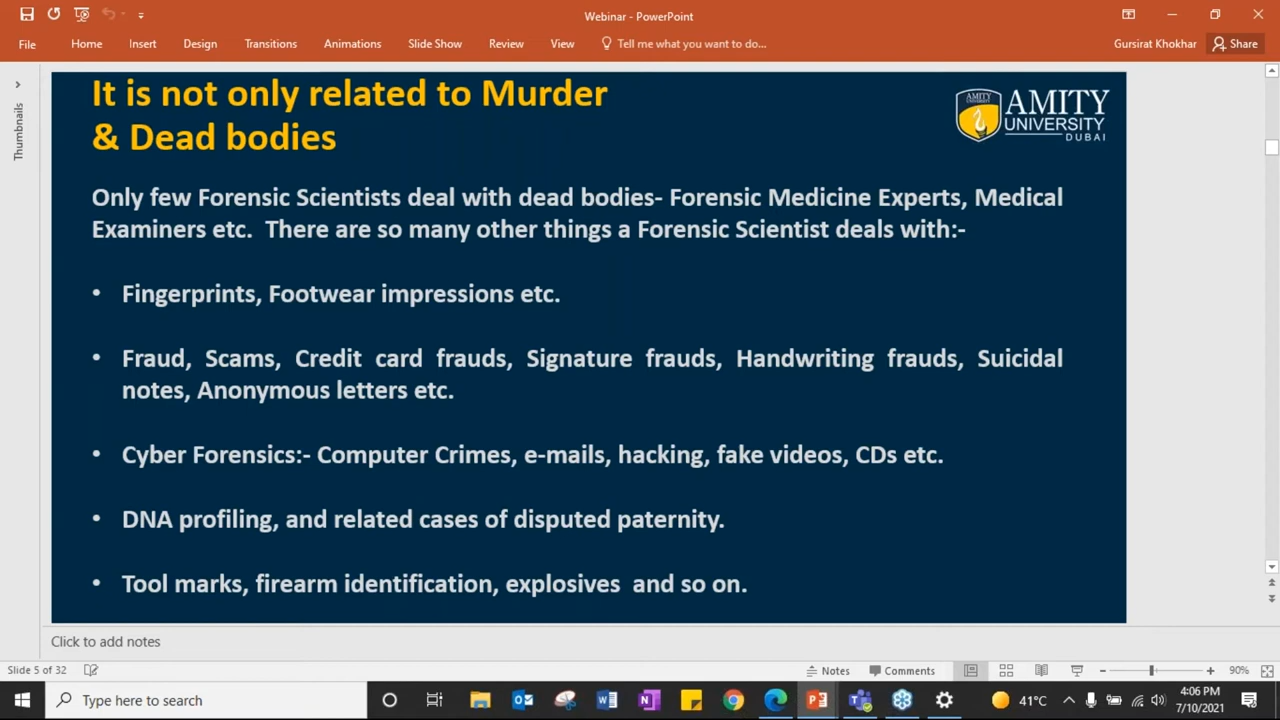 Webinar - PowerPoint
File Home Insert Design Transitions Animations Slide Show Review View Tell me what you want to do... Gursirat Khokhar Share
Thumbnails
It is not only related to Murder
& Dead bodies
AMITY
AMITY
UNIVERSITY
DUBAI
Only few Forensic Scientists deal with dead bodies- Forensic Medicine Experts, Medical
Examiners etc. There are so many other things a Forensic Scientist deals with:-
• Fingerprints, Footwear impressions etc.
• Fraud, Scams, Credit card frauds, Signature frauds, Handwriting frauds, Suicidal
notes, Anonymous letters etc.
• Cyber Forensics:- Computer Crimes, e-mails, hacking, fake videos, CDs etc.
• DNA profiling, and related cases of disputed paternity.
• Tool marks, firearm identification, explosives and so on.
Click to add notes
Slide 5 of 32 Notes Comments 90%
Type here to search 41°C 4:06 PM
7/10/2021